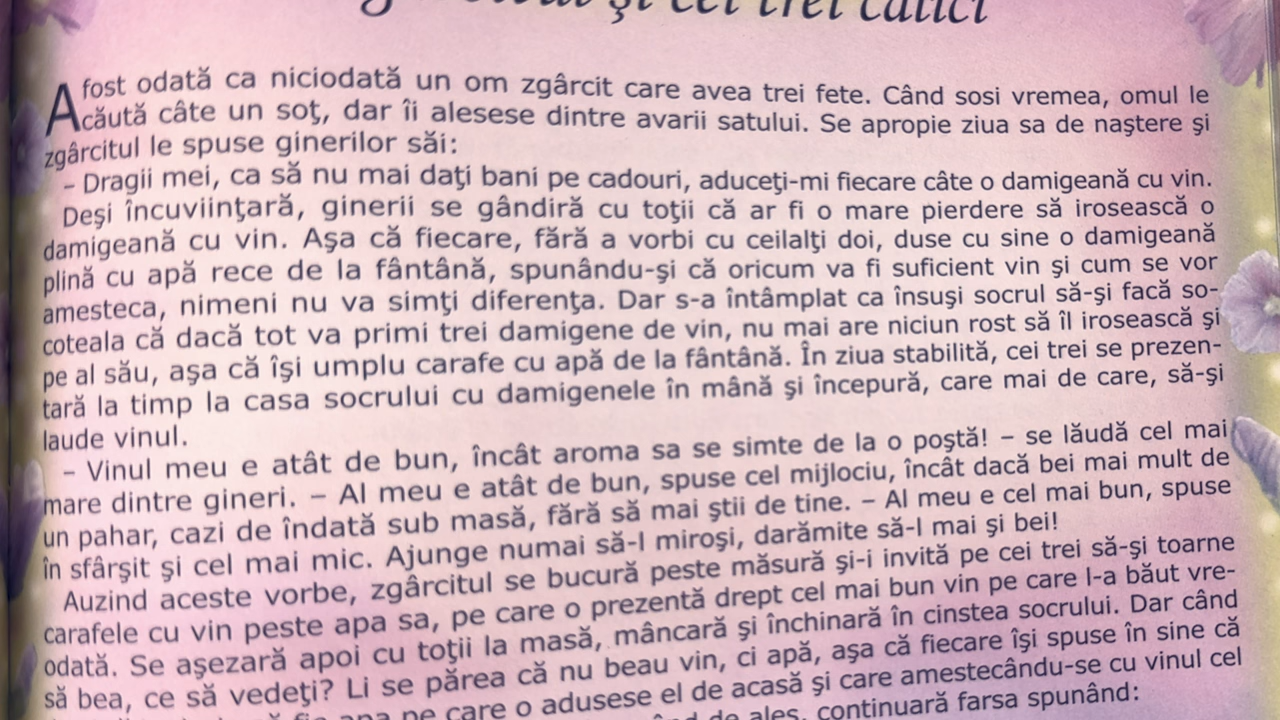 și cei trei calici
A fost odată ca niciodată un om zgârcit care avea trei fete. Când sosi vremea, omul le
căută câte un soţ, dar îi alesese dintre avarii satului. Se apropie ziua sa de naştere şi
zgârcitul le spuse ginerilor săi:
– Dragii mei, ca să nu mai daţi bani pe cadouri, aduceţi-mi fiecare câte o damigeană cu vin.
Deşi încuviinţară, ginerii se gândiră cu toţii că ar fi o mare pierdere să irosească o
damigeană cu vin. Aşa că fiecare, fără a vorbi cu ceilalţi doi, duse cu sine o damigeană
plină cu apă rece de la fântână, spunându-şi că oricum va fi suficient vin şi cum se vor
amesteca, nimeni nu va simţi diferenţa. Dar s-a întâmplat ca însuşi socrul să-şi facă so-
coteala că dacă tot va primi trei damigene de vin, nu mai are niciun rost să îl irosească şi
pe al său, aşa că îşi umplu carafe cu apă de la fântână. În ziua stabilită, cei trei se prezen-
tară la timp la casa socrului cu damigenele în mână şi începură, care mai de care, să-şi
laude vinul.
– Vinul meu e atât de bun, încât aroma sa se simte de la o poştă! – se lăudă cel mai
mare dintre gineri. – Al meu e atât de bun, spuse cel mijlociu, încât dacă bei mai mult de
un pahar, cazi de îndată sub masă, fără să mai ştii de tine. – Al meu e cel mai bun, spuse
în sfârşit şi cel mai mic. Ajunge numai să-l miroşi, darămite să-l mai şi bei!
Auzind aceste vorbe, zgârcitul se bucură peste măsură şi-i invită pe cei trei să-şi toarne
carafele cu vin peste apa sa, pe care o prezentă drept cel mai bun vin pe care l-a băut vre-
odată. Se aşezară apoi cu toţii la masă, mâncară şi închinară în cinstea socrului. Dar când
să bea, ce să vedeţi? Li se părea că nu beau vin, ci apă, aşa că fiecare îşi spuse în sine că
apa pe care o adusese el de acasă şi care amestecându-se cu vinul cel
de ales, continuară farsa spunând: